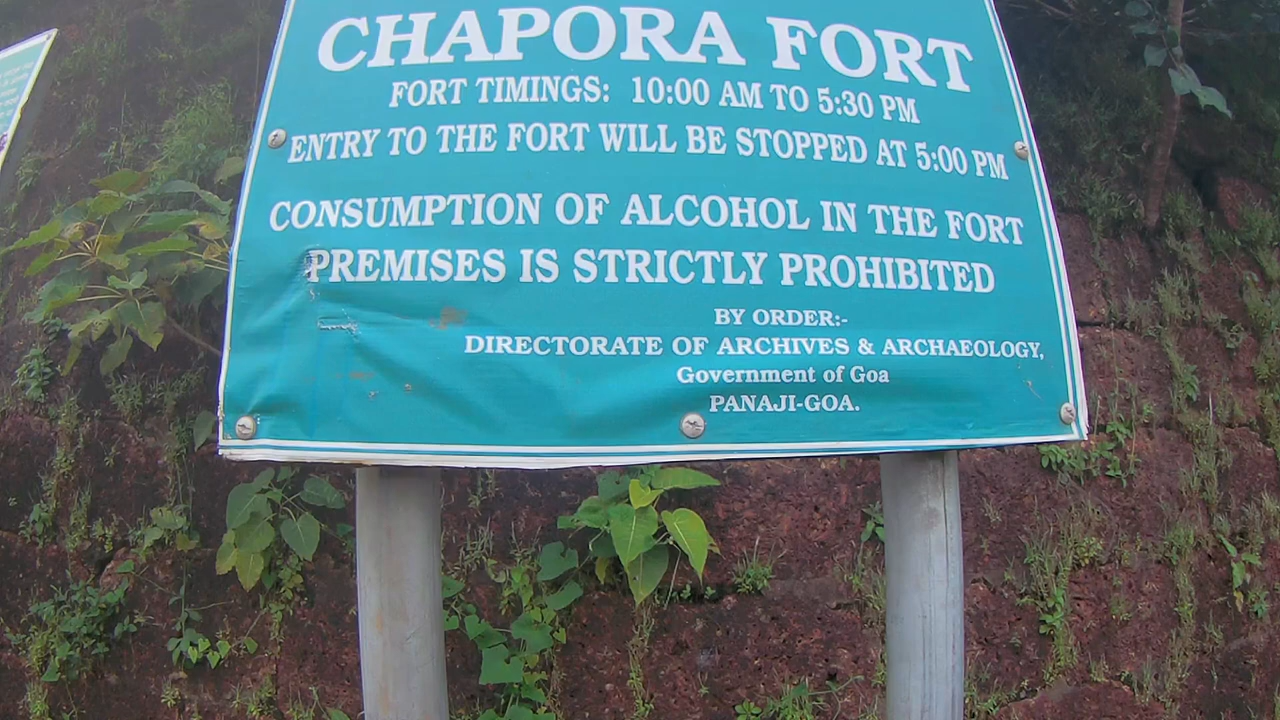 CHAPORA FORT
FORT TIMINGS: 10:00 AM TO 5:30 PM
ENTRY TO THE FORT WILL BE STOPPED AT 5:00 PM
CONSUMPTION OF ALCOHOL IN THE FORT
PREMISES IS STRICTLY PROHIBITED
BY ORDER:-
DIRECTORATE OF ARCHIVES & ARCHAEOLOGY,
Government of Goa
PANAJI-GOA.